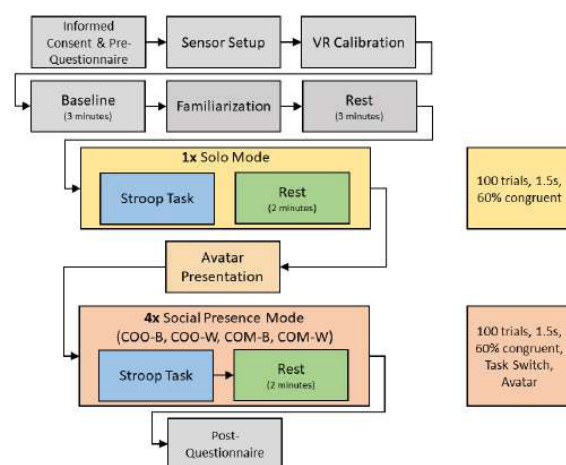 Informed
Consent & Pre-
Questionnaire
Sensor Setup
VR Calibration
Baseline
(3 minutes)
Familiarization
Rest
(3 minutes)
1x Solo Mode
Stroop Task
Rest
(2 minutes)
100 trials, 1.5s,
60% congruent
Avatar
Presentation
4x Social Presence Mode
(COO-B, COO-W, COM-B, COM-W)
Stroop Task
Rest
(2 minutes)
100 trials, 1.5s,
60% congruent,
Task Switch,
Avatar
Post-
Questionnaire